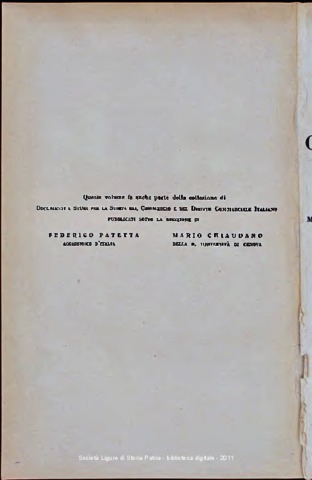 Questo volume fa anche parte della collezione di
Documenti e Studi per la Storia del Commercio e del Diritto Commerciale Italiano
pubblicati sotto la direzione di
FEDERICO PATETTA MARIO CHIAUDANO
accademico d'Italia della R. Università di Genova
Società Ligure di Storia Patria - biblioteca digitale - 2011